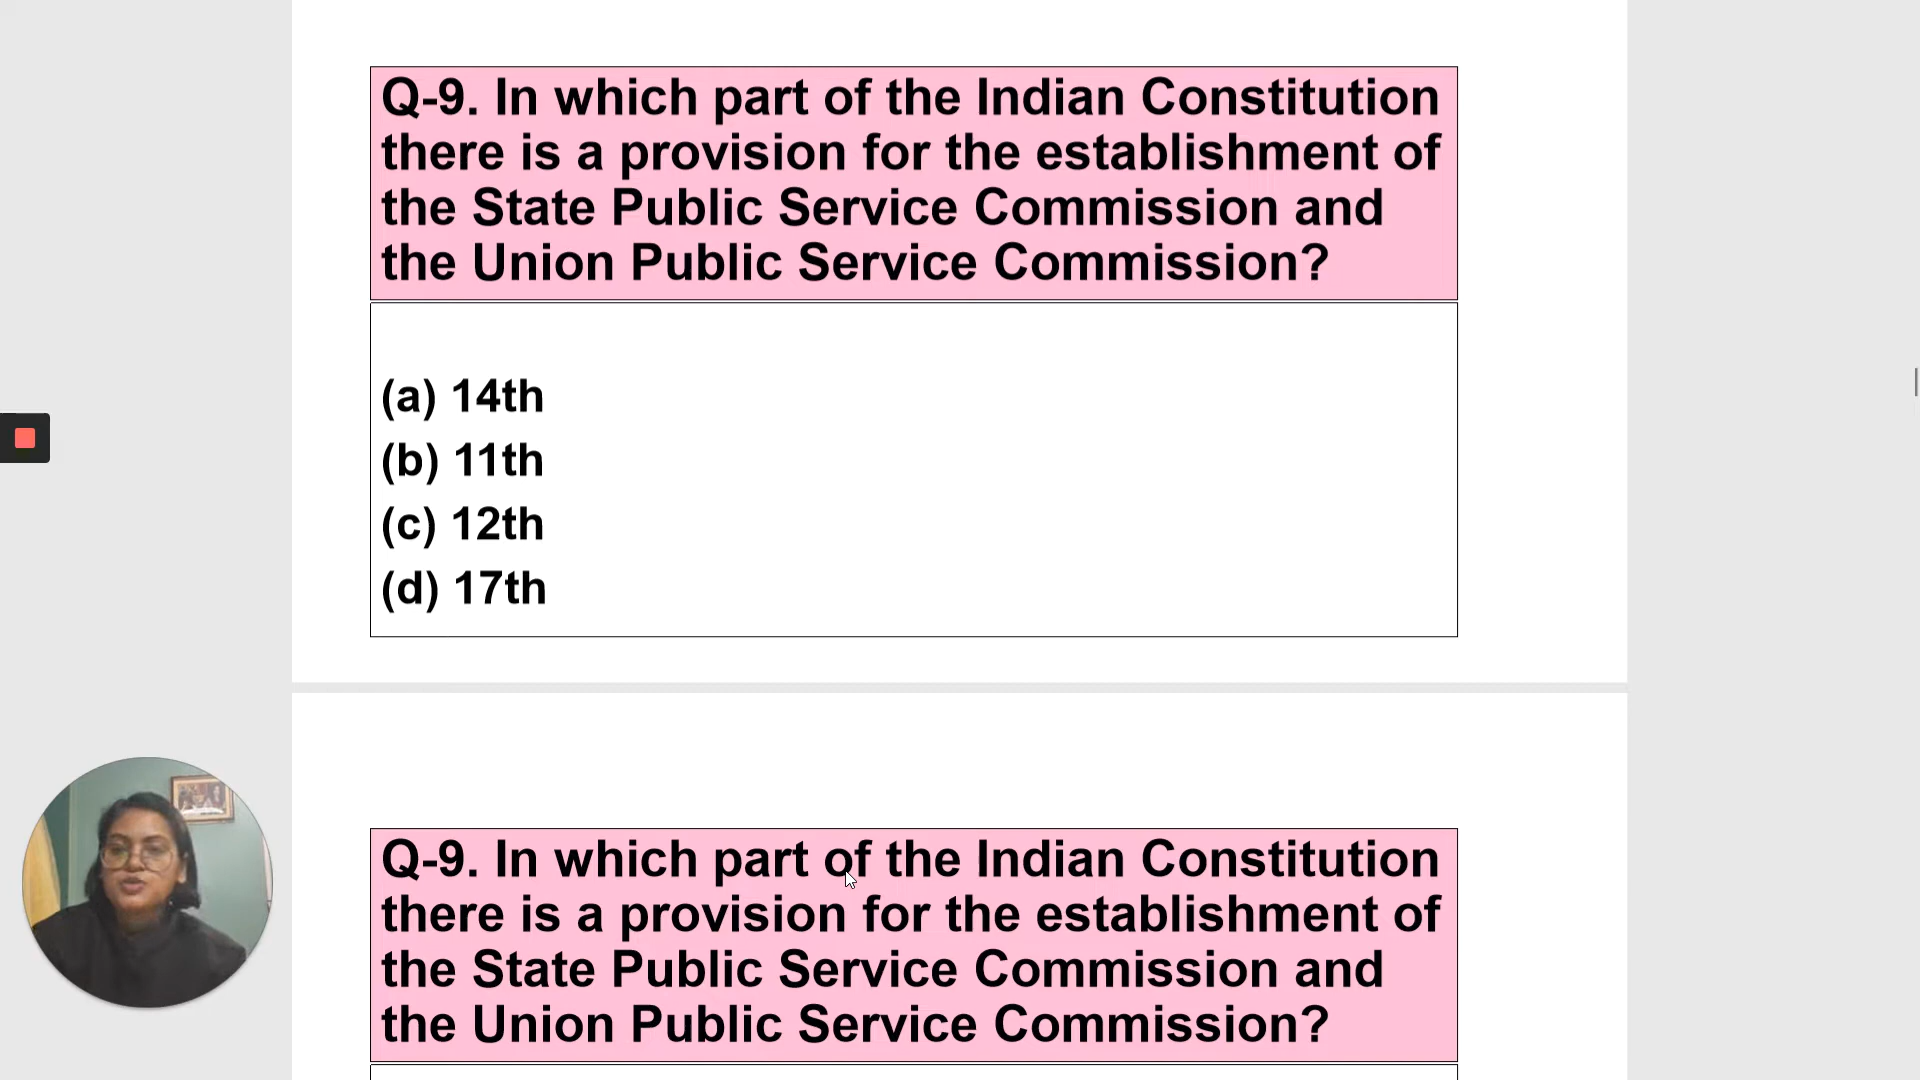 Q-9. In which part of the Indian Constitution
there is a provision for the establishment of
the State Public Service Commission and
the Union Public Service Commission?
(a) 14th
(b) 11th
(c) 12th
(d) 17th
Q-9. In which part of the Indian Constitution
there is a provision for the establishment of
the State Public Service Commission and
the Union Public Service Commission?